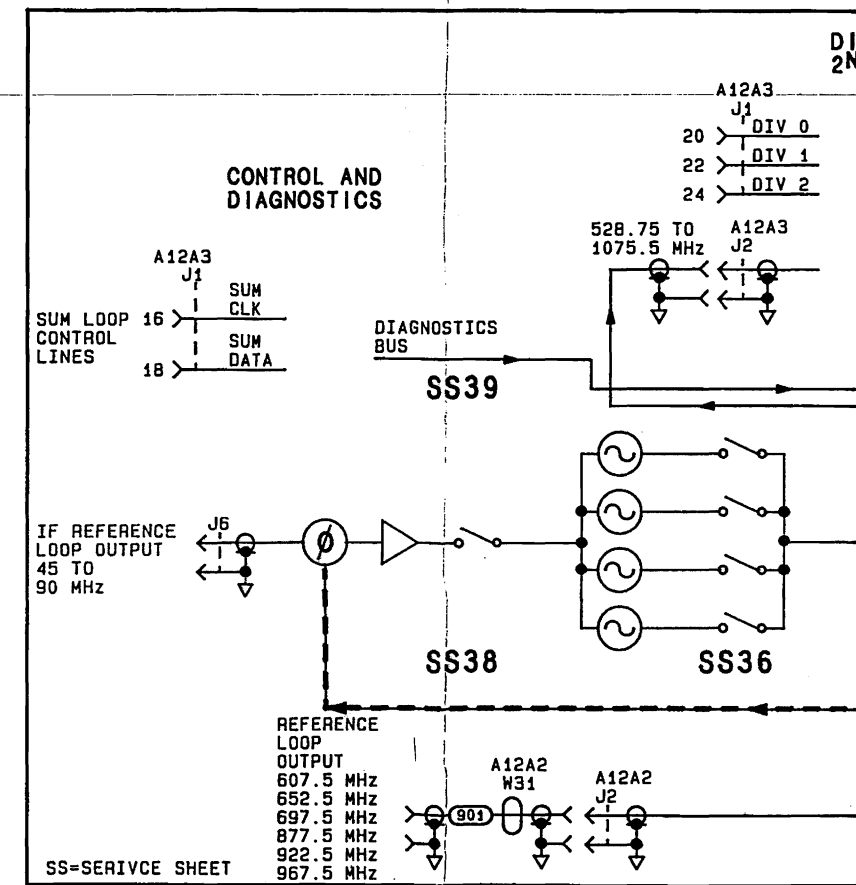 DI
2N
A12A3
J1
20 DIV 0
22 DIV 1
24 DIV 2
CONTROL AND
DIAGNOSTICS
528.75 TO
1075.5 MHz
A12A3
J2
A12A3
J1
SUM LOOP
CONTROL
LINES
16
SUM
CLK
18
SUM
DATA
DIAGNOSTICS
BUS
SS39
IF REFERENCE
LOOP OUTPUT
45 TO
90 MHz
J6
SS38
SS36
REFERENCE
LOOP
OUTPUT
607.5 MHz
652.5 MHz
697.5 MHz
877.5 MHz
922.5 MHz
967.5 MHz
901
A12A2
W31
A12A2
J2
SS=SERIVCE SHEET